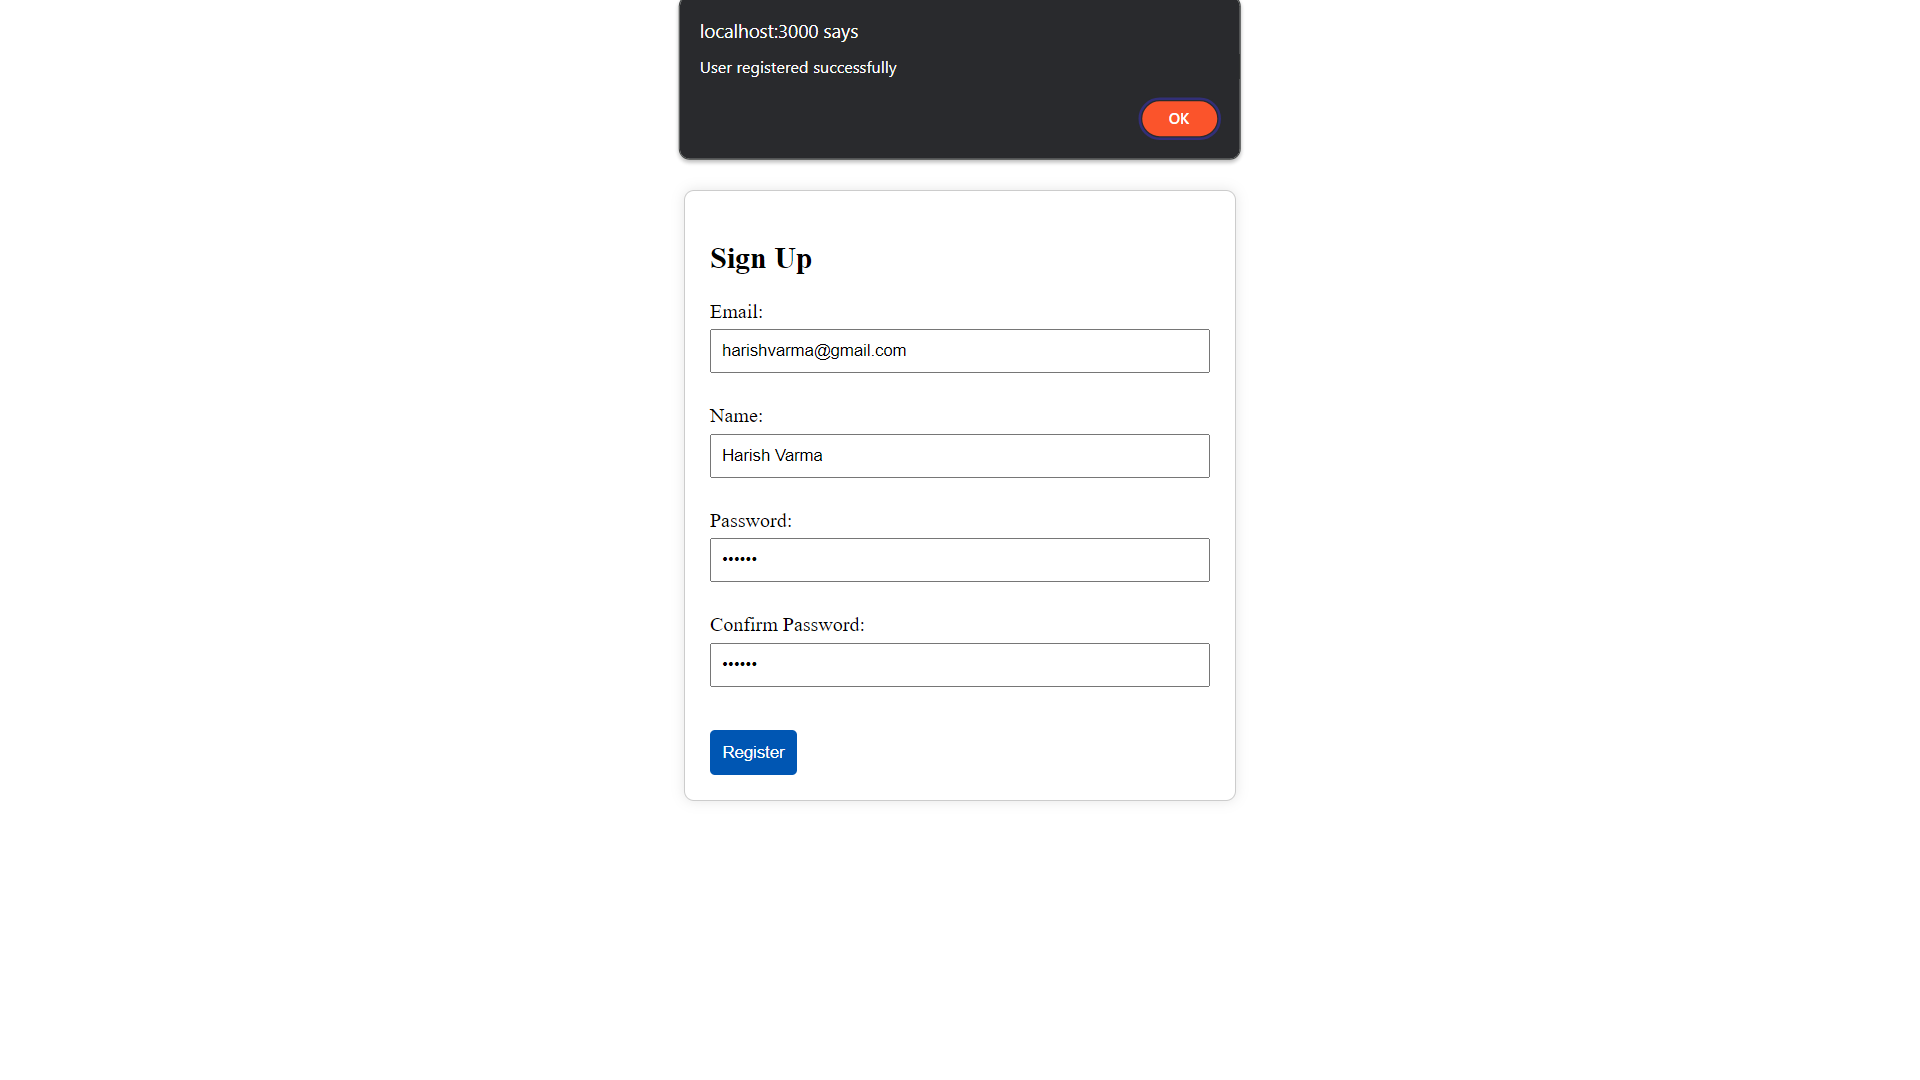 localhost:3000 says
User registered successfully
OK
Sign Up
Email:
harishvarma@gmail.com
Name:
Harish Varma
Password:
••••••
Confirm Password:
••••••
Register